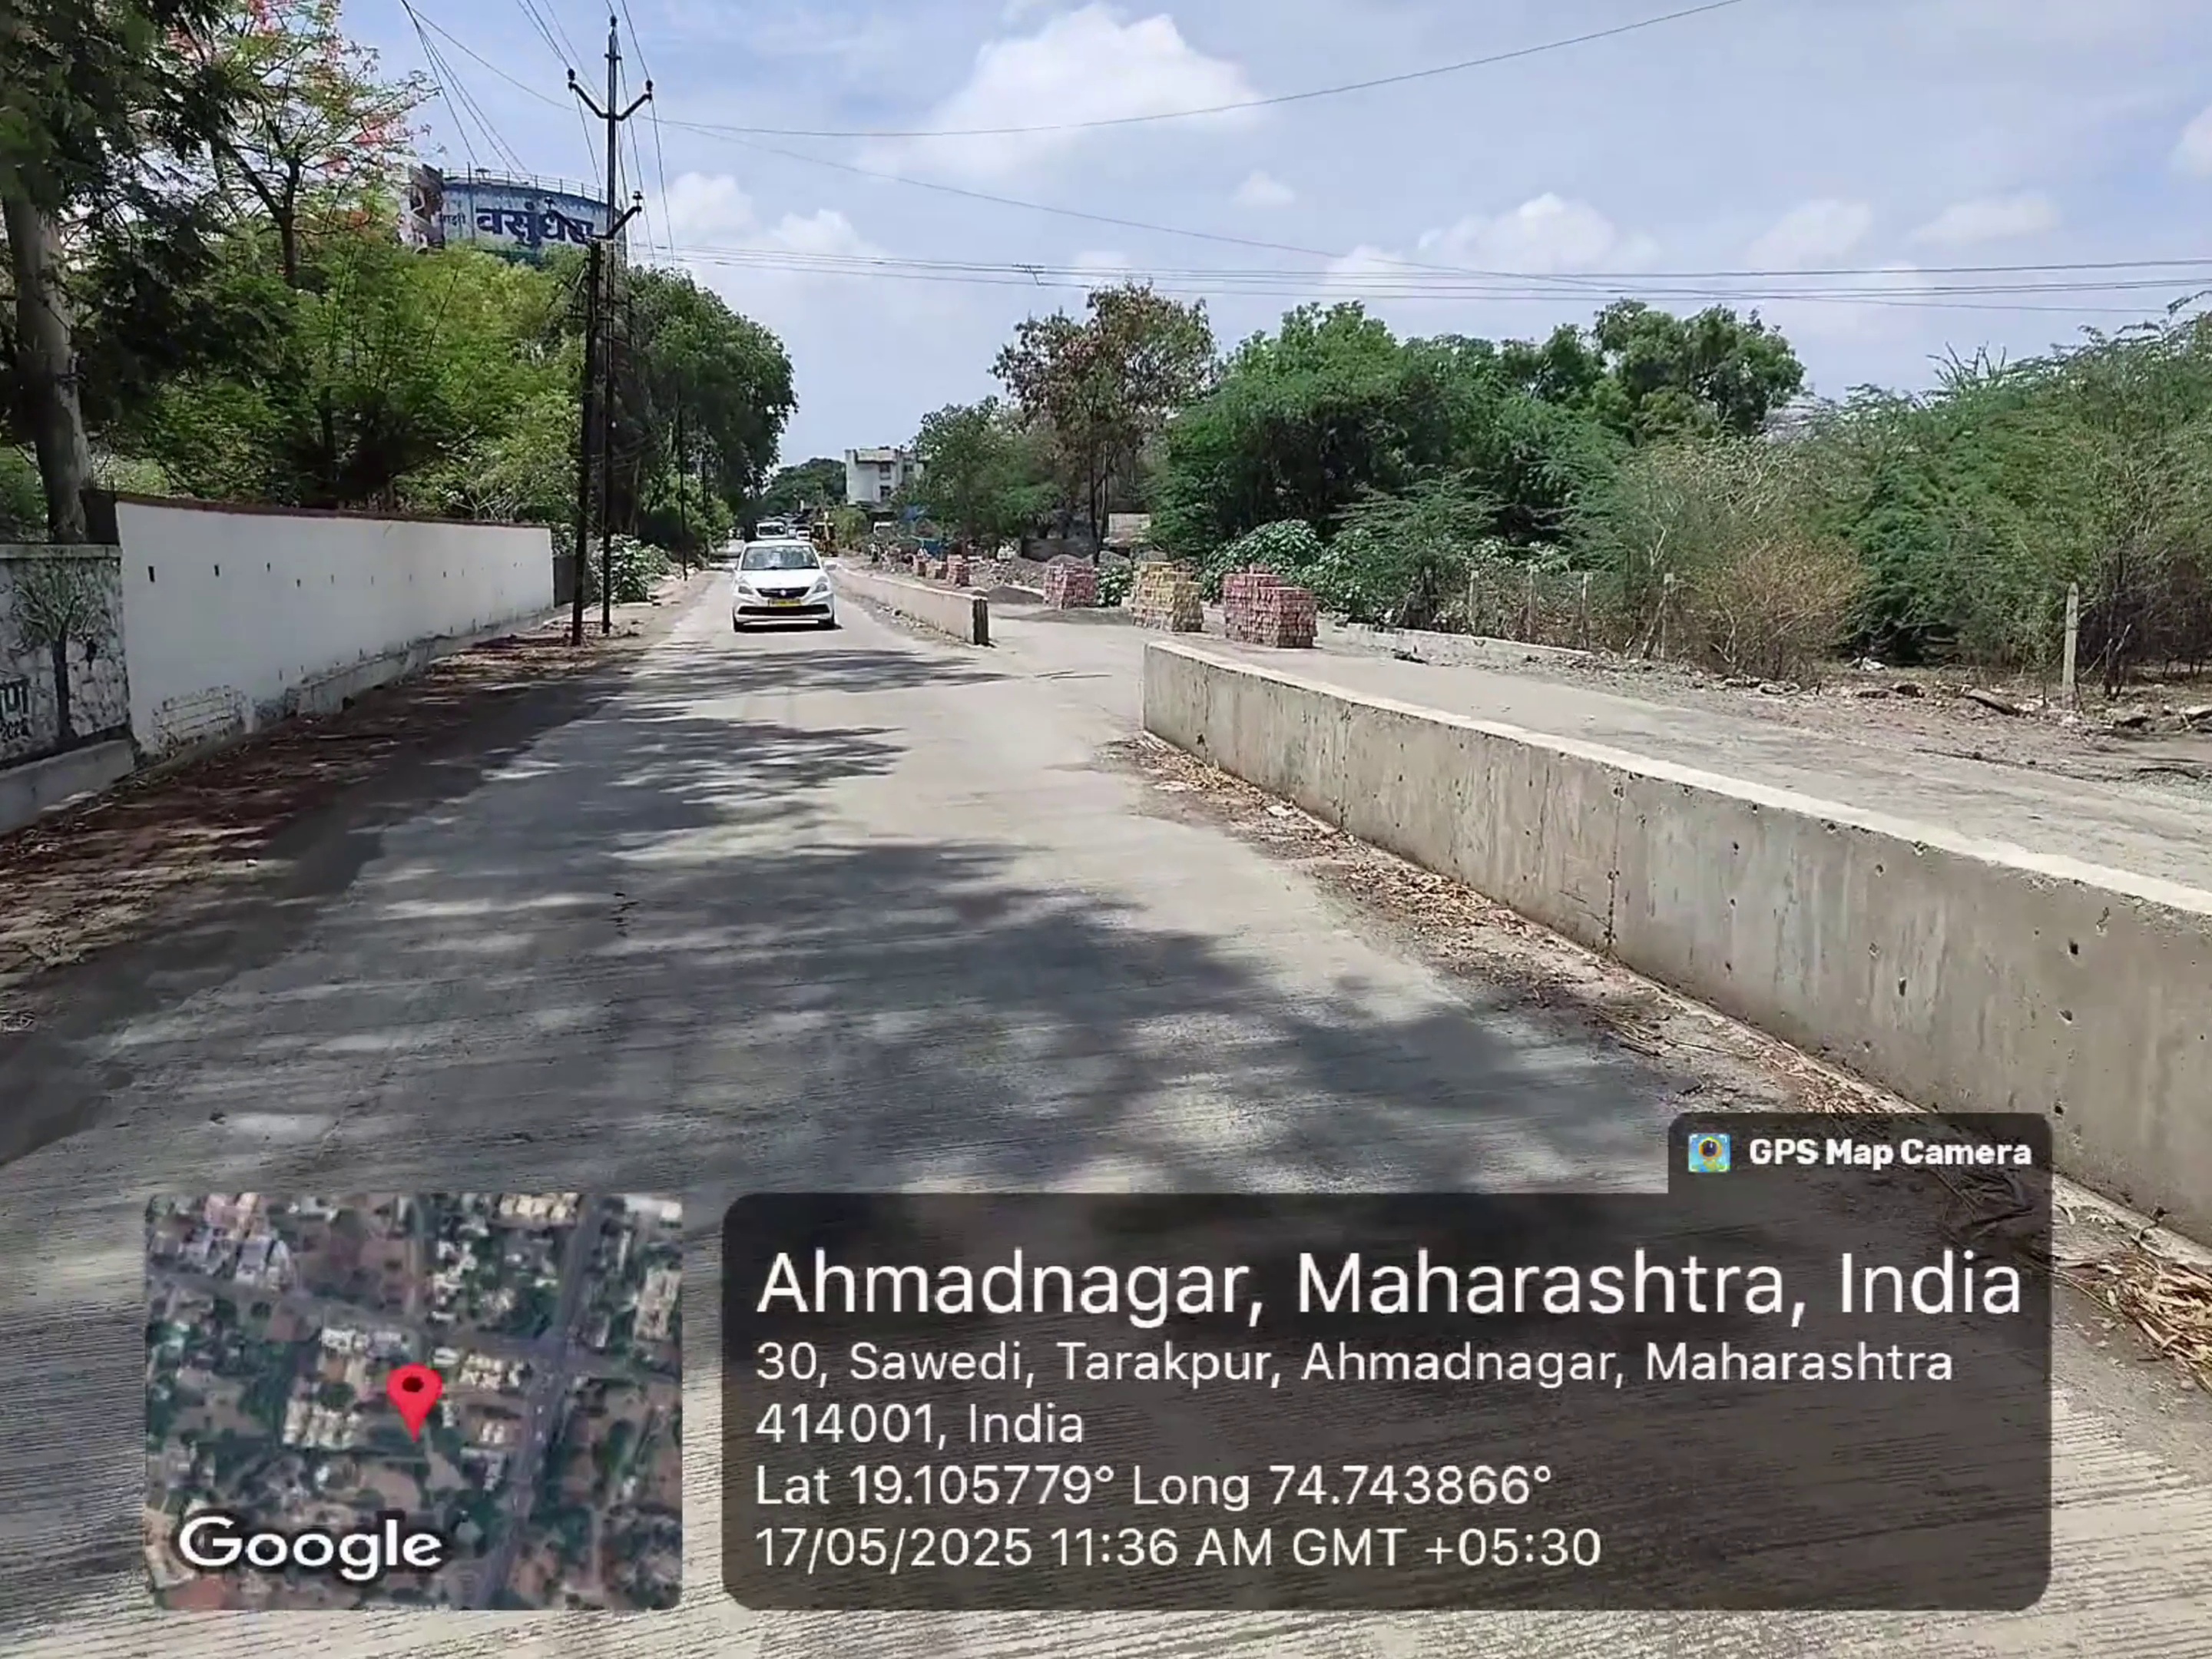 वसुंधरा
GPS Map Camera
Ahmadnagar, Maharashtra, India
30, Sawedi, Tarakpur, Ahmadnagar, Maharashtra
414001, India
Lat 19.105779° Long 74.743866°
17/05/2025 11:36 AM GMT +05:30
Google